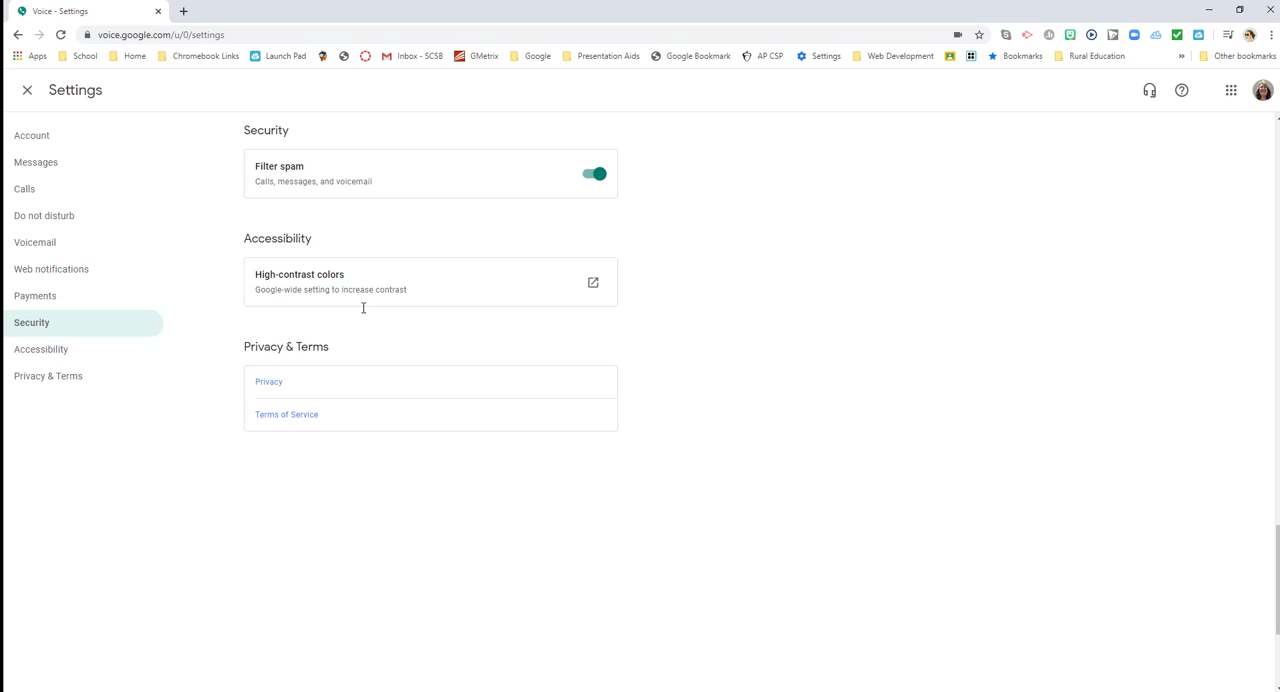 Voice - Settings
voice.google.com/u/0/settings
Apps School Home Chromebook Links Launch Pad Inbox - SCSB GMetrix Google Presentation Aids Google Bookmark AP CSP Settings Web Development Bookmarks Rural Education » Other bookmarks
Settings
Account
Messages
Calls
Do not disturb
Voicemail
Web notifications
Payments
Security
Accessibility
Privacy & Terms
Security
Filter spam
Calls, messages, and voicemail
Accessibility
High-contrast colors
Google-wide setting to increase contrast
Privacy & Terms
Privacy
Terms of Service